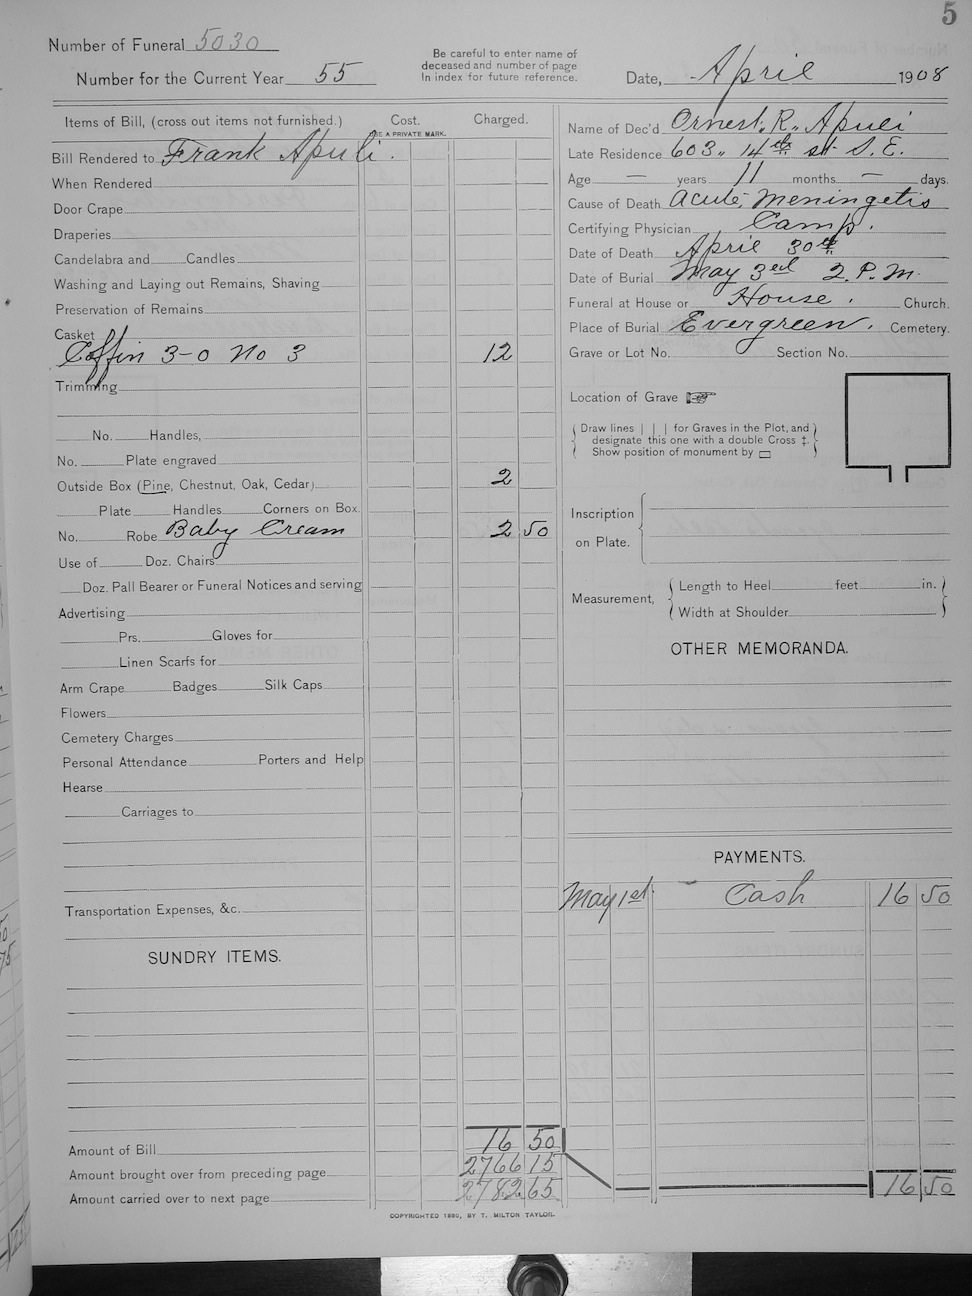 5
Number of Funeral 5030
Be careful to enter name of
deceased and number of page
In index for future reference.
Number for the Current Year 55
Date, April 1908
Items of Bill, (cross out items not furnished.)
Cost.
USE A PRIVATE MARK.
Charged.
Bill Rendered to Frank Apuli.
When Rendered
Door Crape
Draperies
Candelabra and Candles
Washing and Laying out Remains, Shaving
Preservation of Remains
Casket
Coffin 3-0 No 3 12
Trimming
No. Handles,
No. Plate engraved
Outside Box (Pine, Chestnut, Oak, Cedar) 2
Plate Handles Corners on Box
No. Robe Baby Cream 2 50
Use of Doz. Chairs
Doz. Pall Bearer or Funeral Notices and serving
Advertising
Prs. Gloves for
Linen Scarfs for
Arm Crape Badges Silk Caps
Flowers
Cemetery Charges
Personal Attendance Porters and Help
Hearse
Carriages to
Transportation Expenses, &c.
SUNDRY ITEMS.
Amount of Bill 16 50
Amount brought over from preceding page 2766 15
Amount carried over to next page 2782 65
Name of Dec'd Ornest. R. Apuli
Late Residence 603. 14th st. S.E.
Age — years 11 months — days.
Cause of Death Acute, Meningetis
Certifying Physician Camp.
Date of Death April 30th
Date of Burial May 3rd 2. P. M.
Funeral at House or House. Church.
Place of Burial Evergreen. Cemetery.
Grave or Lot No. Section No.
Location of Grave
Draw lines | | | for Graves in the Plot, and
designate this one with a double Cross ‡.
Show position of monument by ▭
Inscription
on Plate.
Measurement,
Length to Heel feet in.
Width at Shoulder
OTHER MEMORANDA.
PAYMENTS.
May 1st Cash 16 50
16 50
COPYRIGHTED 1880, BY T. MILTON TAYLOR.